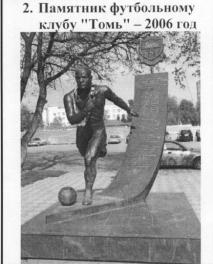 2. Памятник футбольному
клубу "Томь" – 2006 год